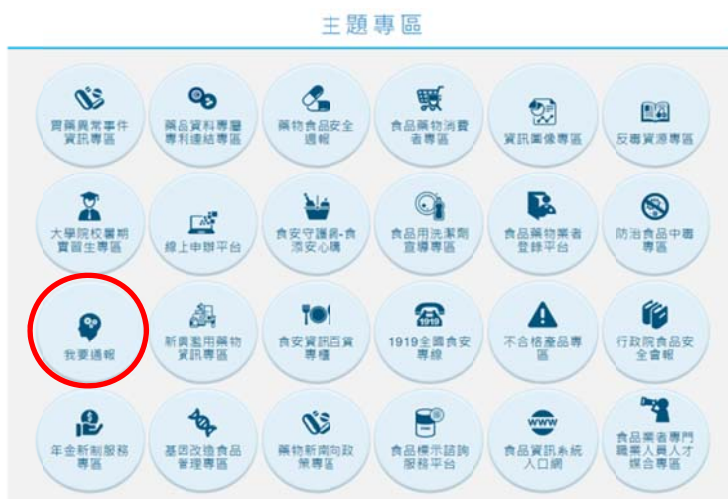 主題專區
胃藥異常事件
資訊專區
藥品資料專屬
專利連結專區
藥物食品安全
週報
食品藥物消費
者專區
資訊圖像專區
反毒資源專區
大學院校暑期
實習生專區
線上申辦平台
食安守護員-食
添安心購
食品用洗潔劑
宣導專區
食品藥物業者
登錄平台
防治食品中毒
專區
我要通報
新興濫用藥物
資訊專區
食安資訊百貨
專櫃
1919
1919全國食安
專線
不合格產品專
區
行政院食品安
全會報
年金新制服務
專區
基因改造食品
管理專區
藥物新南向政
策專區
食品標示諮詢
服務平台
www
食品資訊系統
入口網
食品業者專門
職業人員人才
媒合專區